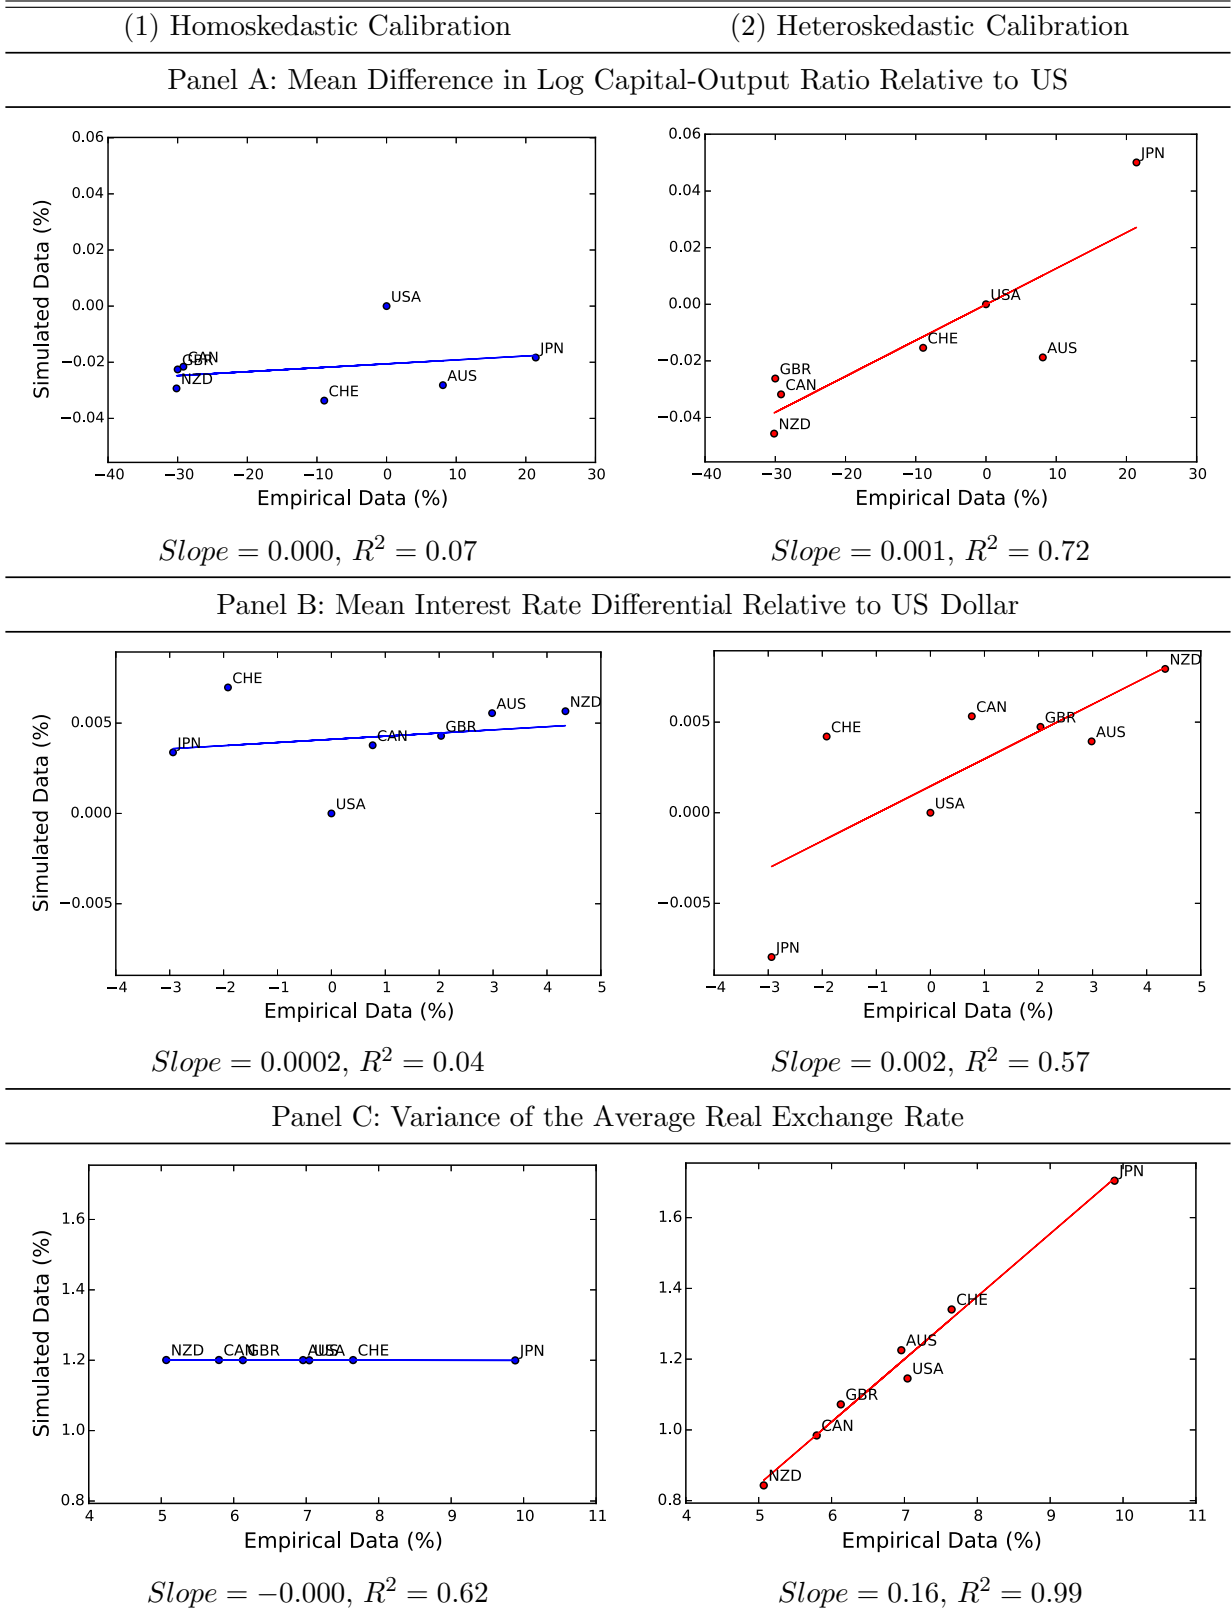 (1) Homoskedastic Calibration (2) Heteroskedastic Calibration
Panel A: Mean Difference in Log Capital-Output Ratio Relative to US
0.06
0.04
0.02
0.00
−0.02
−0.04
Simulated Data (%)
USA
CAN
GBR
NZD
CHE
AUS
JPN
−40 −30 −20 −10 0 10 20 30
Empirical Data (%)
Slope = 0.000, R² = 0.07
0.06
0.04
0.02
0.00
−0.02
−0.04
JPN
USA
CHE
AUS
GBR
CAN
NZD
−40 −30 −20 −10 0 10 20 30
Empirical Data (%)
Slope = 0.001, R² = 0.72
Panel B: Mean Interest Rate Differential Relative to US Dollar
0.005
0.000
−0.005
Simulated Data (%)
CHE
JPN
CAN
GBR
AUS
NZD
USA
−4 −3 −2 −1 0 1 2 3 4 5
Empirical Data (%)
Slope = 0.0002, R² = 0.04
0.005
0.000
−0.005
NZD
CAN
GBR
CHE
AUS
USA
JPN
−4 −3 −2 −1 0 1 2 3 4 5
Empirical Data (%)
Slope = 0.002, R² = 0.57
Panel C: Variance of the Average Real Exchange Rate
1.6
1.4
1.2
1.0
0.8
Simulated Data (%)
NZD CAN GBR AUS USA CHE JPN
4 5 6 7 8 9 10 11
Empirical Data (%)
Slope = −0.000, R² = 0.62
1.6
1.4
1.2
1.0
0.8
JPN
CHE
AUS
USA
GBR
CAN
NZD
4 5 6 7 8 9 10 11
Empirical Data (%)
Slope = 0.16, R² = 0.99